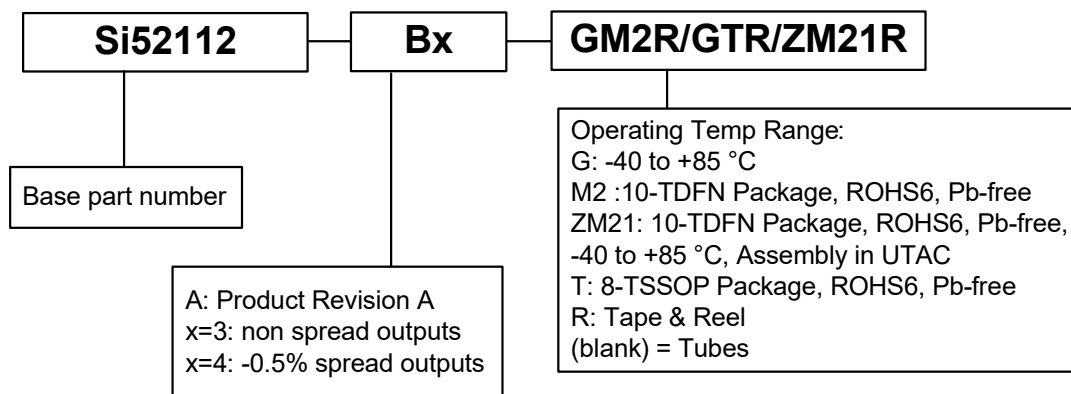 Si52112
Bx
GM2R/GTR/ZM21R
Base part number
A: Product Revision A
x=3: non spread outputs
x=4: -0.5% spread outputs
Operating Temp Range:
G: -40 to +85 °C
M2 :10-TDFN Package, ROHS6, Pb-free
ZM21: 10-TDFN Package, ROHS6, Pb-free,
-40 to +85 °C, Assembly in UTAC
T: 8-TSSOP Package, ROHS6, Pb-free
R: Tape & Reel
(blank) = Tubes